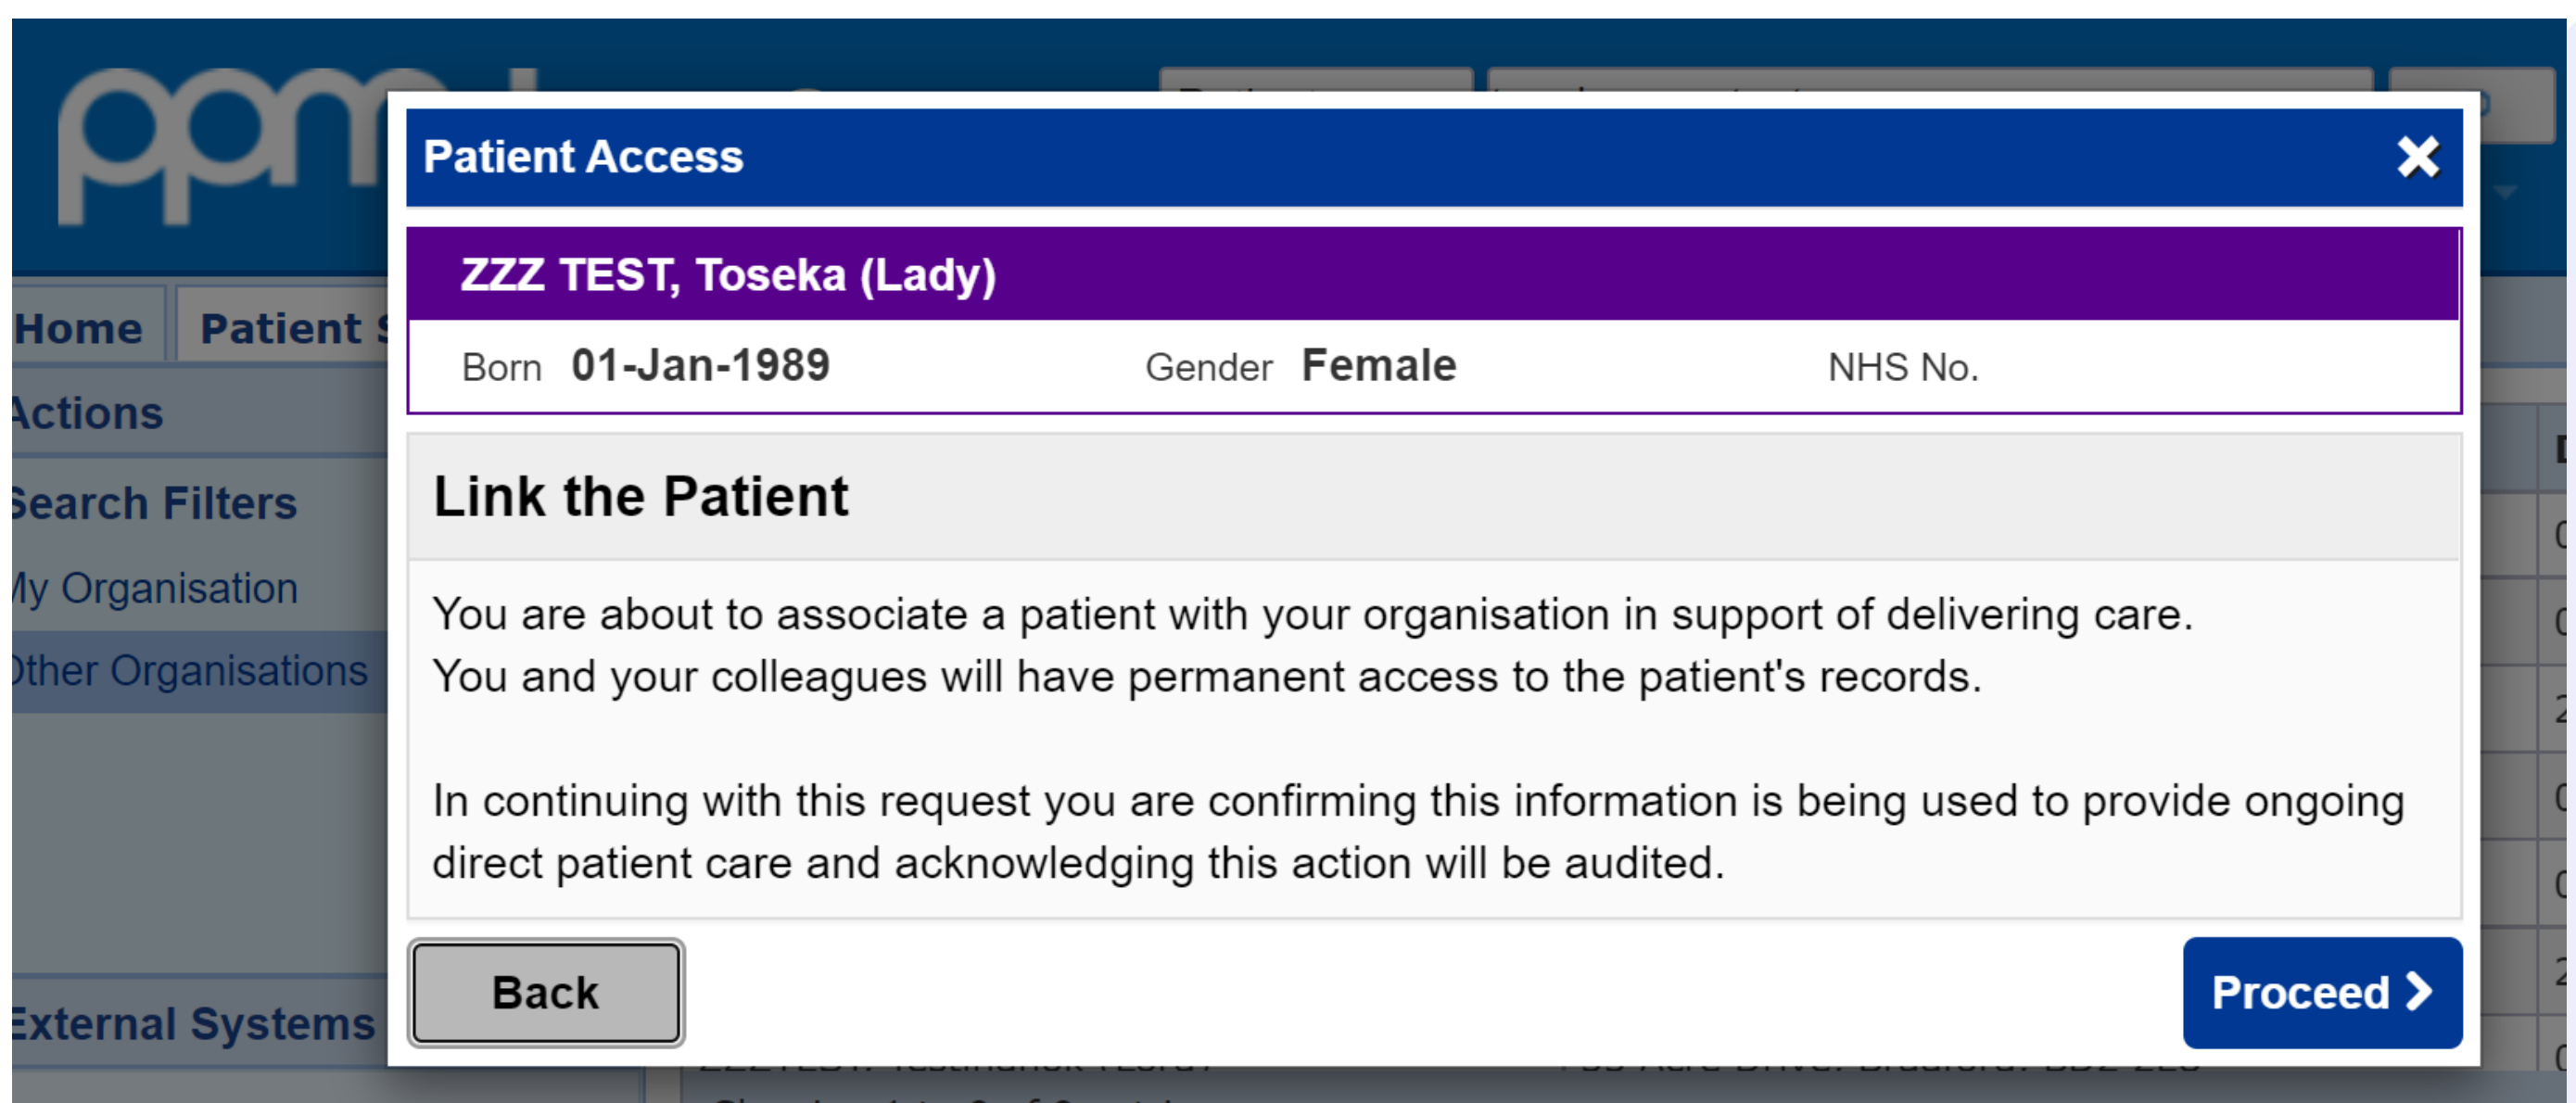 ppm
Patient Access
ZZZ TEST, Toseka (Lady)
Born 01-Jan-1989 Gender Female NHS No.
Home Patient
Actions
Search Filters
My Organisation
Other Organisations
External Systems
Link the Patient
You are about to associate a patient with your organisation in support of delivering care.
You and your colleagues will have permanent access to the patient's records.
In continuing with this request you are confirming this information is being used to provide ongoing
direct patient care and acknowledging this action will be audited.
Back
Proceed